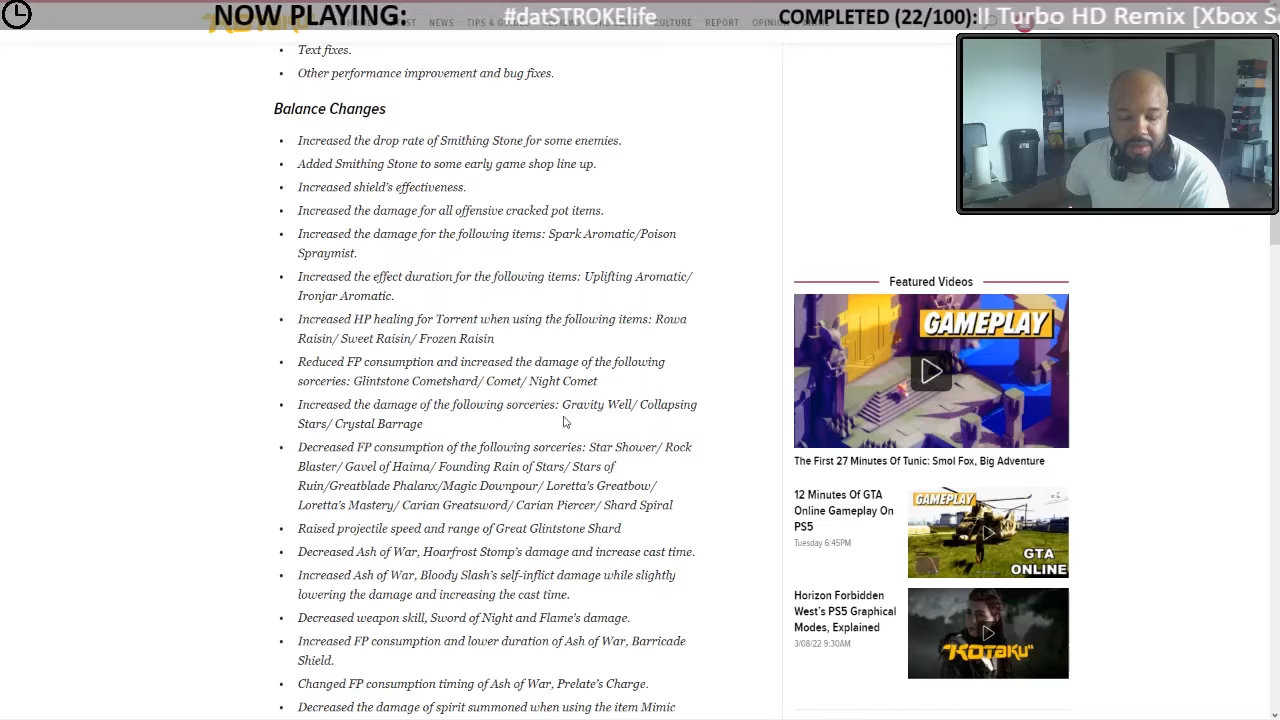 NOW PLAYING:
#datSTROKElife
COMPLETED (22/100):
II Turbo HD Remix [Xbox S
NEWS
TIPS &
CULTURE
REPORT
OPINION
Text fixes.
Other performance improvement and bug fixes.
Balance Changes
Increased the drop rate of Smithing Stone for some enemies.
Added Smithing Stone to some early game shop line up.
Increased shield's effectiveness.
Increased the damage for all offensive cracked pot items.
Increased the damage for the following items: Spark Aromatic/Poison
Spraymist.
Increased the effect duration for the following items: Uplifting Aromatic/
Ironjar Aromatic.
Increased HP healing for Torrent when using the following items: Rowa
Raisin/ Sweet Raisin/ Frozen Raisin
Reduced FP consumption and increased the damage of the following
sorceries: Glintstone Cometshard/ Comet/ Night Comet
Increased the damage of the following sorceries: Gravity Well/ Collapsing
Stars/ Crystal Barrage
Decreased FP consumption of the following sorceries: Star Shower/ Rock
Blaster/ Gavel of Haima/ Founding Rain of Stars/ Stars of
Ruin/Greatblade Phalanx/Magic Downpour/ Loretta's Greatbow/
Loretta's Mastery/ Carian Greatsword/ Carian Piercer/ Shard Spiral
Raised projectile speed and range of Great Glintstone Shard
Decreased Ash of War, Hoarfrost Stomp's damage and increase cast time.
Increased Ash of War, Bloody Slash's self-inflict damage while slightly
lowering the damage and increasing the cast time.
Decreased weapon skill, Sword of Night and Flame's damage.
Increased FP consumption and lower duration of Ash of War, Barricade
Shield.
Changed FP consumption timing of Ash of War, Prelate's Charge.
Decreased the damage of spirit summoned when using the item Mimic
Featured Videos
GAMEPLAY
The First 27 Minutes Of Tunic: Smol Fox, Big Adventure
12 Minutes Of GTA
Online Gameplay On
PS5
Tuesday 6:45PM
GAMEPLAY
GTA
ONLINE
Horizon Forbidden
West's PS5 Graphical
Modes, Explained
3/08/22 9:30AM
"KOTAKU"